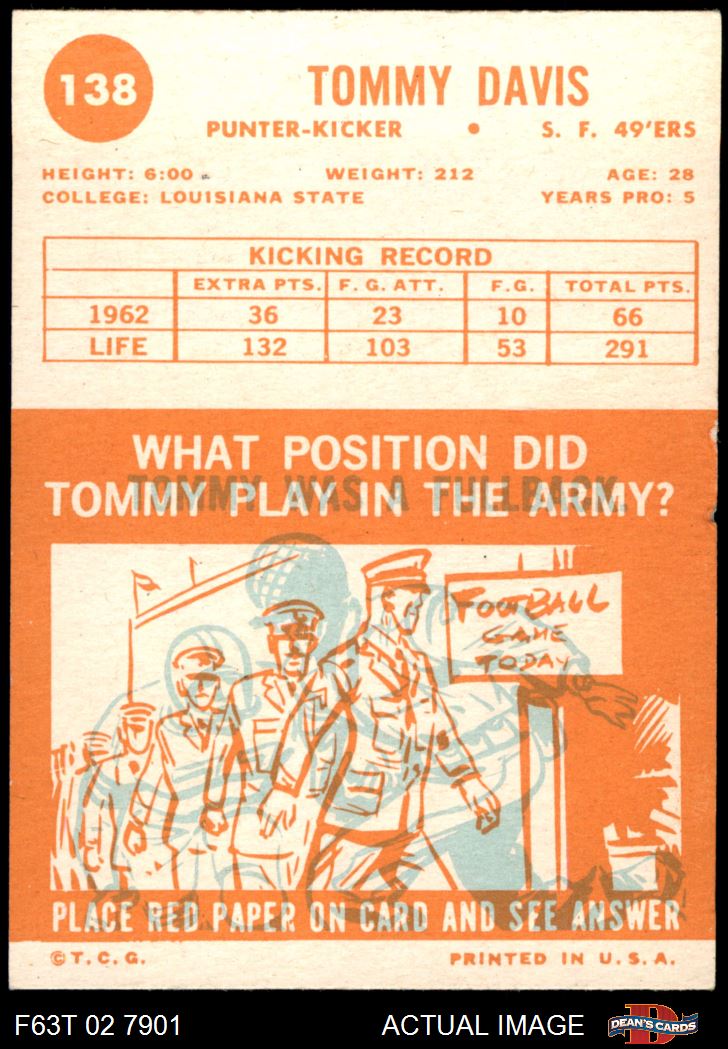 138
TOMMY DAVIS
PUNTER-KICKER • S. F. 49'ERS
HEIGHT: 6:00 WEIGHT: 212 AGE: 28
COLLEGE: LOUISIANA STATE YEARS PRO: 5
KICKING RECORD
EXTRA PTS. F. G. ATT. F. G. TOTAL PTS.
1962 36 23 10 66
LIFE 132 103 53 291
WHAT POSITION DID
TOMMY PLAY IN THE ARMY?
TOMMY WAS A FULLBACK.
FOOTBALL
GAME
TODAY
PLACE RED PAPER ON CARD AND SEE ANSWER
© T. C. G. PRINTED IN U. S. A.
F63T 02 7901 ACTUAL IMAGE
D
DEAN'S CARDS